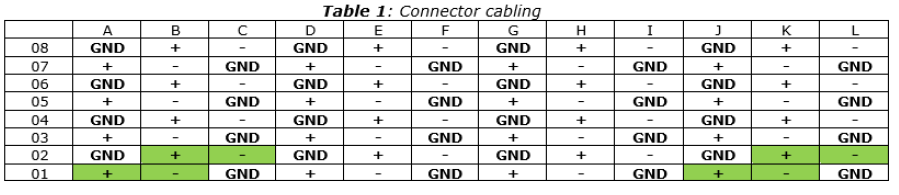 Table 1: Connector cabling
A B C D E F G H I J K L
08 GND + - GND + - GND + - GND + -
07 + - GND + - GND + - GND + - GND
06 GND + - GND + - GND + - GND + -
05 + - GND + - GND + - GND + - GND
04 GND + - GND + - GND + - GND + -
03 + - GND + - GND + - GND + - GND
02 GND + - GND + - GND + - GND + -
01 + - GND + - GND + - GND + - GND